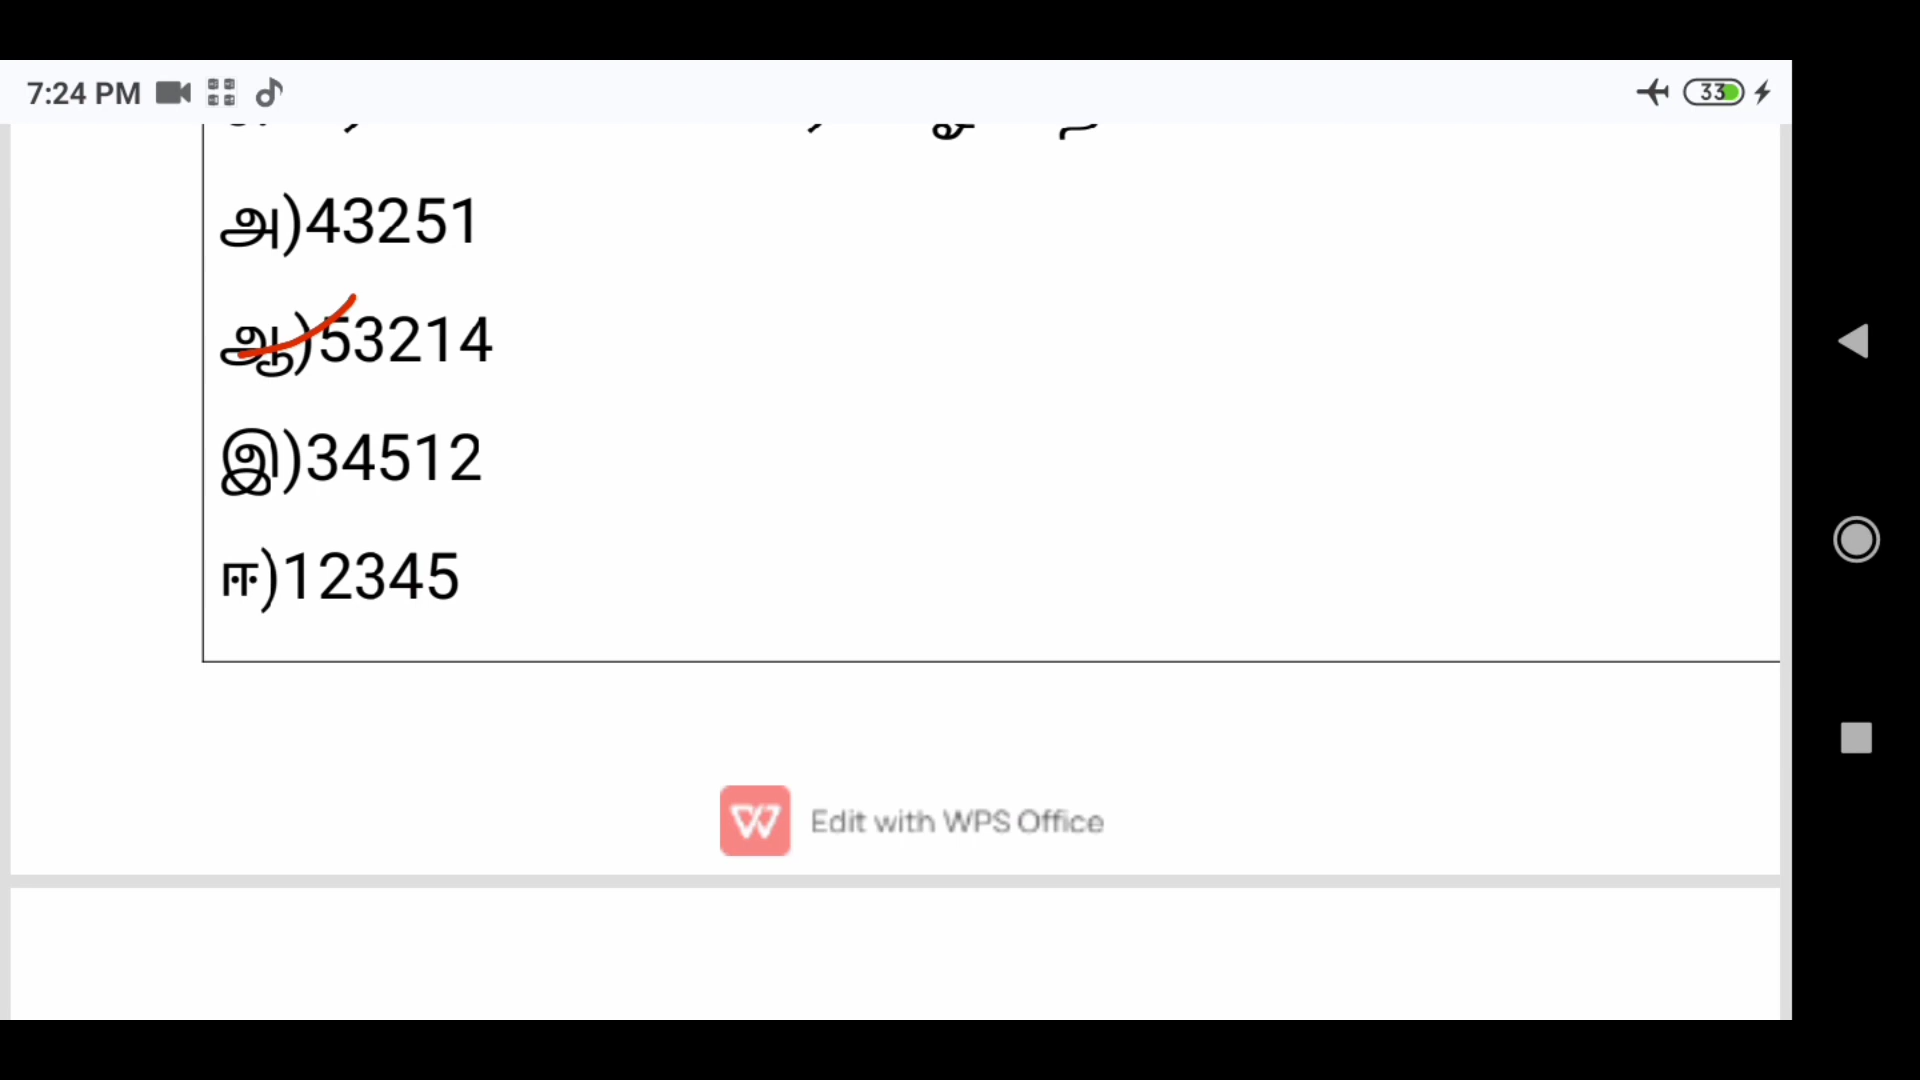 7:24 PM
33
அ)43251
ஆ)53214
இ)34512
ஈ)12345
Edit with WPS Office